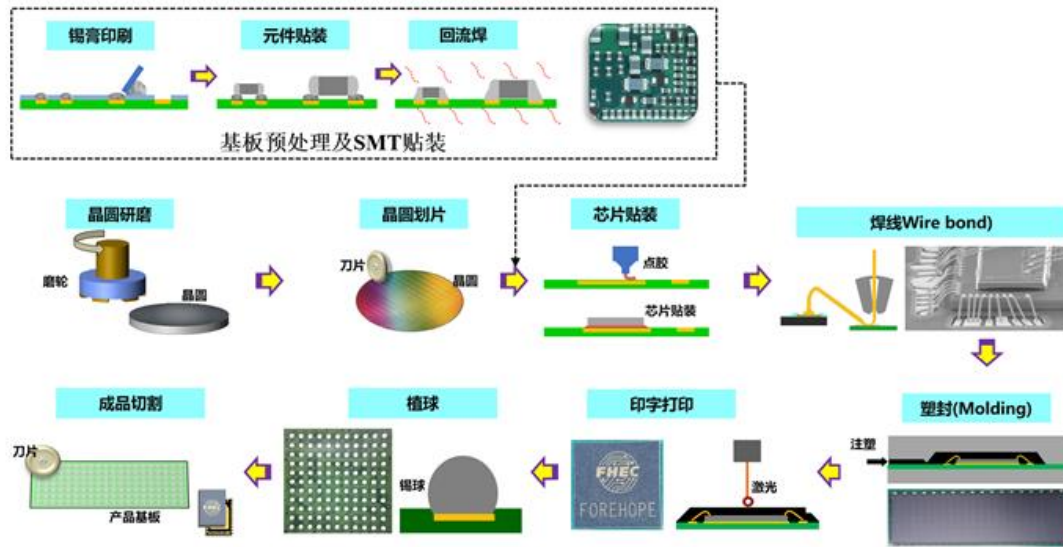 锡膏印刷
元件贴装
回流焊
基板预处理及SMT贴装
晶圆研磨
晶圆划片
芯片贴装
焊线Wire bond)
磨轮
晶圆
刀片
晶圆
点胶
芯片贴装
成品切割
植球
印字打印
塑封(Molding)
刀片
产品基板
锡球
FHEC
FOREHOPE
激光
注塑
FHEC